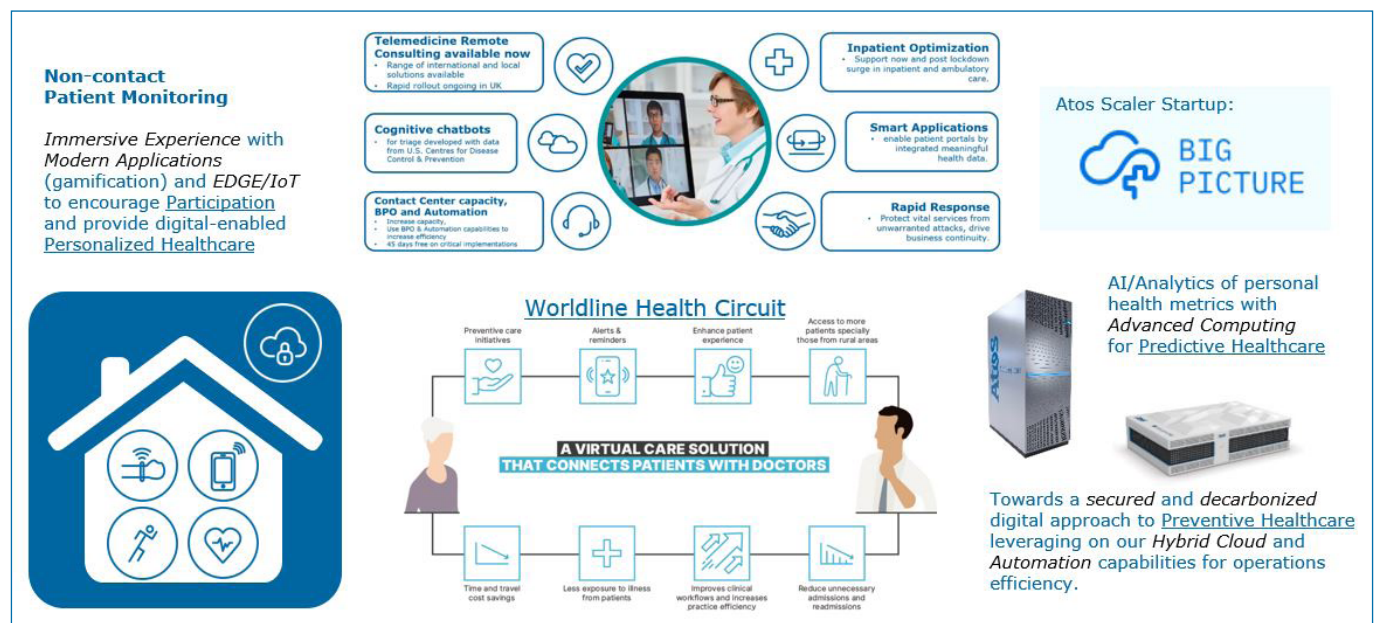 Non-contact
Patient Monitoring
Immersive Experience with
Modern Applications
(gamification) and EDGE/IoT
to encourage Participation
and provide digital-enabled
Personalized Healthcare
Telemedicine Remote
Consulting available now
• Range of international and local
solutions available
• Rapid rollout ongoing in UK
Cognitive chatbots
• for triage developed with data
from U.S. Centres for Disease
Control & Prevention
Contact Center capacity,
BPO and Automation
• Increase capacity,
• Use BPO & Automation capabilities to
increase efficiency
• 45 days free on critical implementations
Inpatient Optimization
• Support now and post lockdown
surge in inpatient and ambulatory
care.
Smart Applications
• enable patient portals by
integrated meaningful
health data.
Rapid Response
• Protect vital services from
unwarranted attacks, drive
business continuity.
Atos Scaler Startup:
BIG
PICTURE
Worldline Health Circuit
Preventive care
initiatives
Alerts &
reminders
Enhance patient
experience
Access to more
patients specially
those from rural areas
A VIRTUAL CARE SOLUTION
THAT CONNECTS PATIENTS WITH DOCTORS
Time and travel
cost savings
Less exposure to illness
from patients
Improves clinical
workflows and increases
practice efficiency
Reduce unnecessary
admissions and
readmissions
AI/Analytics of personal
health metrics with
Advanced Computing
for Predictive Healthcare
Atos
Towards a secured and decarbonized
digital approach to Preventive Healthcare
leveraging on our Hybrid Cloud and
Automation capabilities for operations
efficiency.